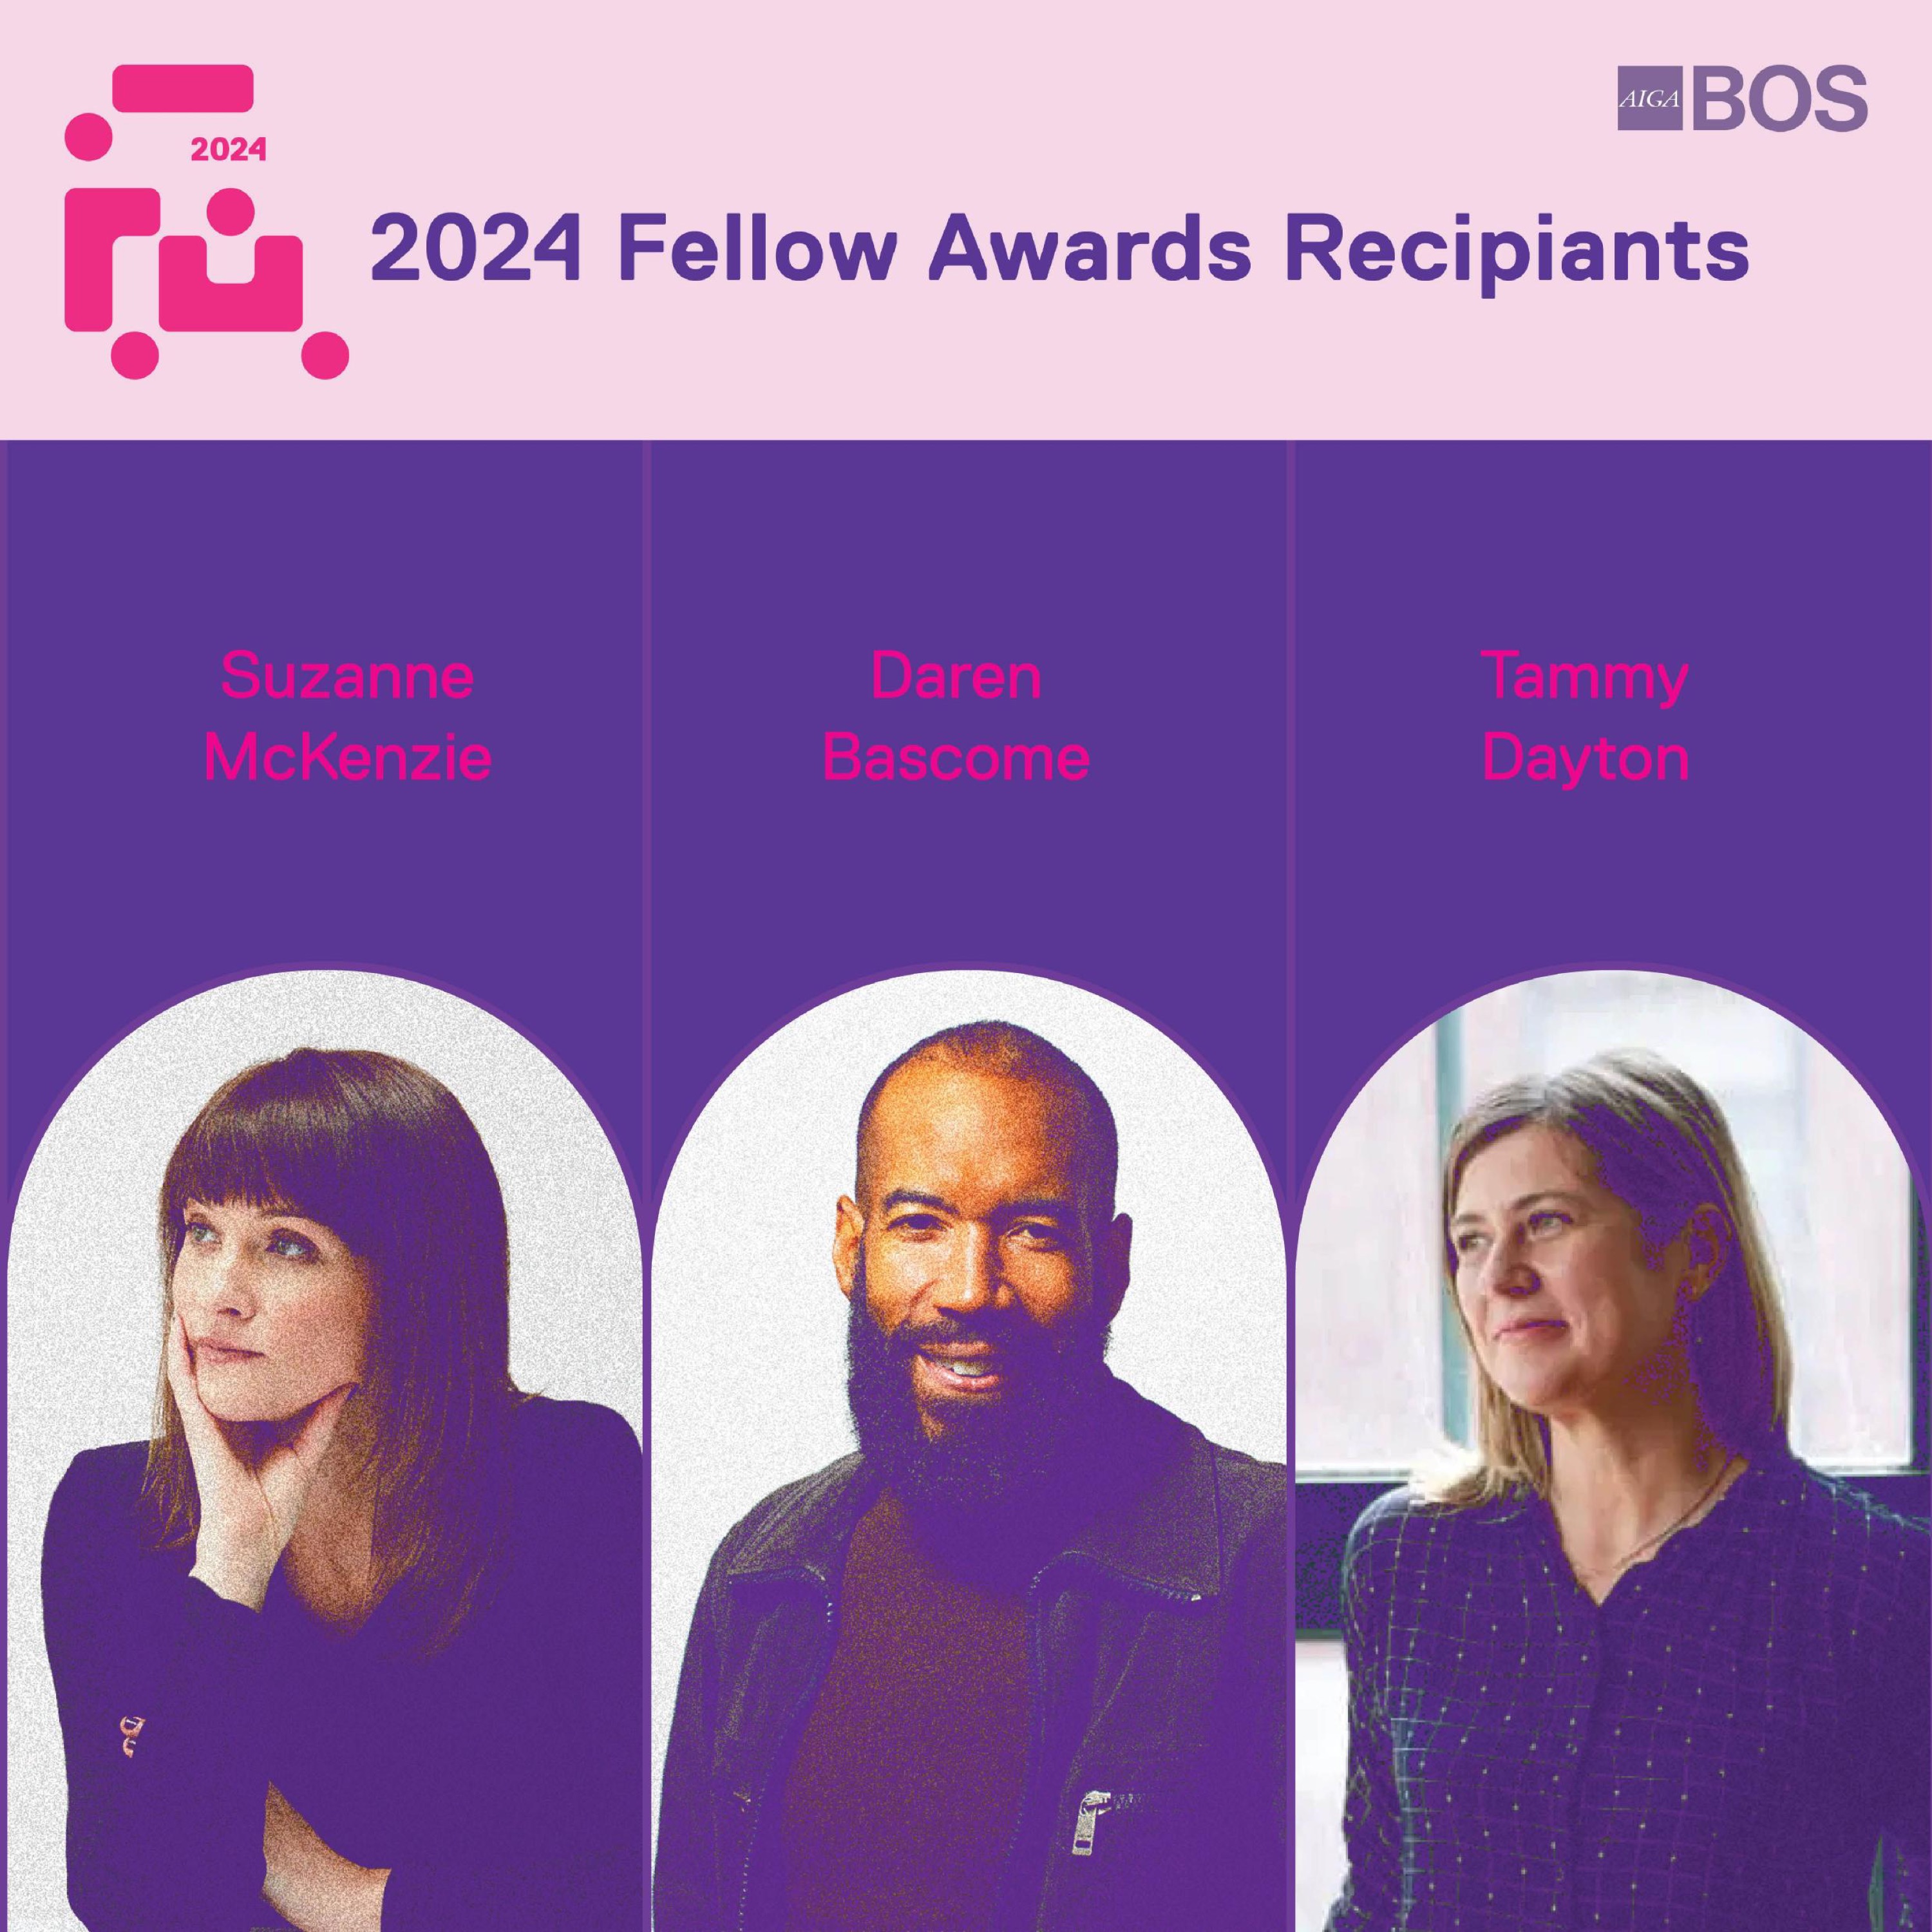 2024
AIGA BOS
2024 Fellow Awards Recipiants
Suzanne
McKenzie
Daren
Bascome
Tammy
Dayton